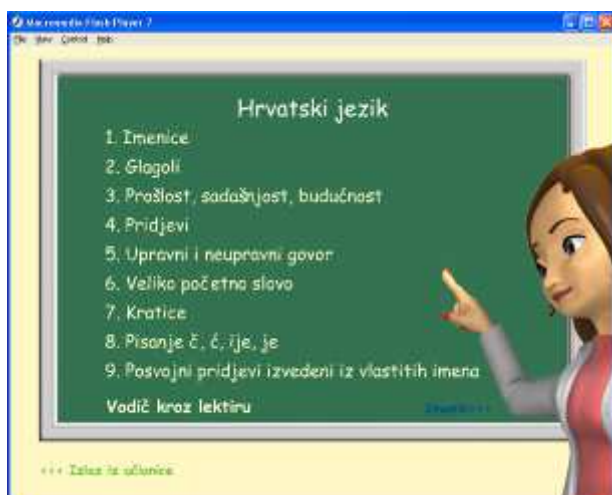 Macromedia Flash Player 7
File View Control Help
Hrvatski jezik
1. Imenice
2. Glagoli
3. Prošlost, sadašnjost, budućnost
4. Pridjevi
5. Upravni i neupravni govor
6. Veliko početno slovo
7. Kratice
8. Pisanje č, ć, ije, je
9. Posvojni pridjevi izvedeni iz vlastitih imena
Vodič kroz lektiru
<<< Izlaz iz učionice